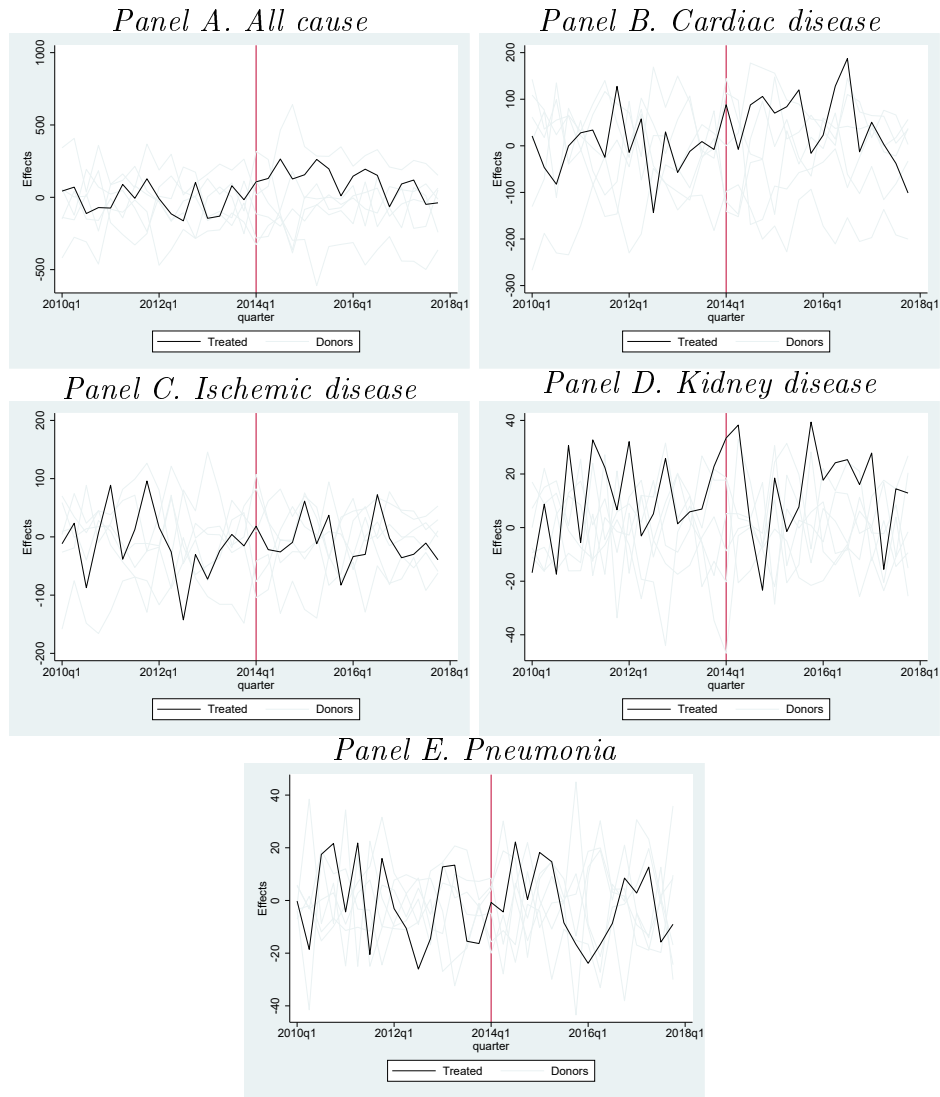 Panel A. All cause
Panel B. Cardiac disease
1000
500
0
-500
Effects
2010q1 2012q1 2014q1 2016q1 2018q1
quarter
Treated Donors
200
100
0
-100
-200
-300
Effects
2010q1 2012q1 2014q1 2016q1 2018q1
quarter
Treated Donors
Panel C. Ischemic disease
Panel D. Kidney disease
200
100
0
-100
-200
Effects
2010q1 2012q1 2014q1 2016q1 2018q1
quarter
Treated Donors
40
20
0
-20
-40
Effects
2010q1 2012q1 2014q1 2016q1 2018q1
quarter
Treated Donors
Panel E. Pneumonia
40
20
0
-20
-40
Effects
2010q1 2012q1 2014q1 2016q1 2018q1
quarter
Treated Donors